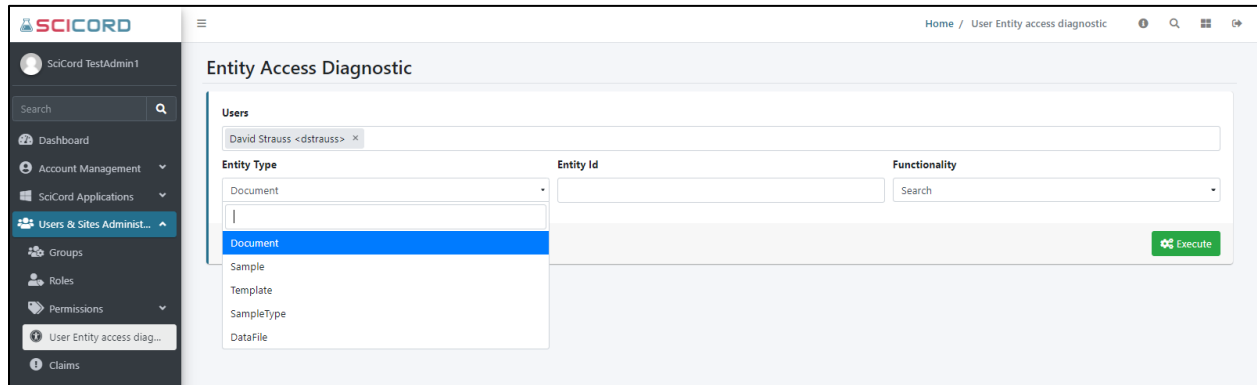 SCICORD
Home / User Entity access diagnostic
SciCord TestAdmin1
Search
Dashboard
Account Management
SciCord Applications
Users & Sites Administ...
Groups
Roles
Permissions
User Entity access diag...
Claims
Entity Access Diagnostic
Users
David Strauss <dstrauss> ×
Entity Type
Entity Id
Functionality
Document
Search
Document
Sample
Template
SampleType
DataFile
Execute